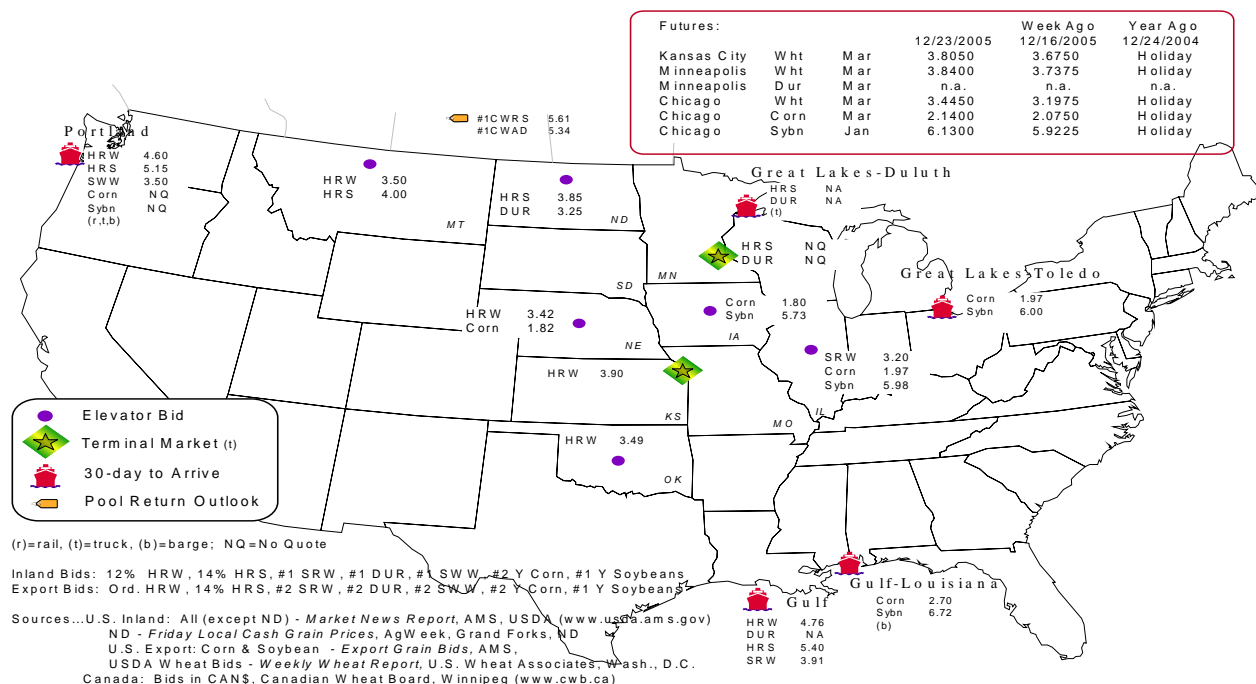 Futures: Week Ago Year Ago
12/23/2005 12/16/2005 12/24/2004
Kansas City Wht Mar 3.8050 3.6750 Holiday
Minneapolis Wht Mar 3.8400 3.7375 Holiday
Minneapolis Dur Mar n.a. n.a. n.a.
Chicago Wht Mar 3.4450 3.1975 Holiday
Chicago Corn Mar 2.1400 2.0750 Holiday
Chicago Sybn Jan 6.1300 5.9225 Holiday
#1CWRS 5.61
#1CWAD 5.34
Portland
HRW 4.60
HRS 5.15
SWW 3.50
Corn NQ
Sybn NQ
(r,t,b)
HRW 3.50
HRS 4.00
MT
HRS 3.85
DUR 3.25
ND
Great Lakes-Duluth
HRS NA
DUR NA
(t)
HRS NQ
DUR NQ
MN
SD
Great Lakes-Toledo
Corn 1.97
Sybn 6.00
HRW 3.42
Corn 1.82
NE
Corn 1.80
Sybn 5.73
IA
SRW 3.20
Corn 1.97
Sybn 5.98
IL
HRW 3.90
KS
MO
HRW 3.49
OK
Elevator Bid
Terminal Market (t)
30-day to Arrive
Pool Return Outlook
Gulf-Louisiana
Corn 2.70
Sybn 6.72
(b)
Gulf
HRW 4.76
DUR NA
HRS 5.40
SRW 3.91
(r)=rail, (t)=truck, (b)=barge; NQ=No Quote
Inland Bids: 12% HRW, 14% HRS, #1 SRW, #1 DUR, #1 SWW, #2 Y Corn, #1 Y Soybeans
Export Bids: Ord. HRW, 14% HRS, #2 SRW, #2 DUR, #2 SWW, #2 Y Corn, #1 Y Soybeans
Sources...U.S. Inland: All (except ND) - Market News Report, AMS, USDA (www.usda.ams.gov)
ND - Friday Local Cash Grain Prices, AgWeek, Grand Forks, ND
U.S. Export: Corn & Soybean - Export Grain Bids, AMS,
USDA Wheat Bids - Weekly Wheat Report, U.S. Wheat Associates, Wash., D.C.
Canada: Bids in CAN$, Canadian Wheat Board, Winnipeg (www.cwb.ca)